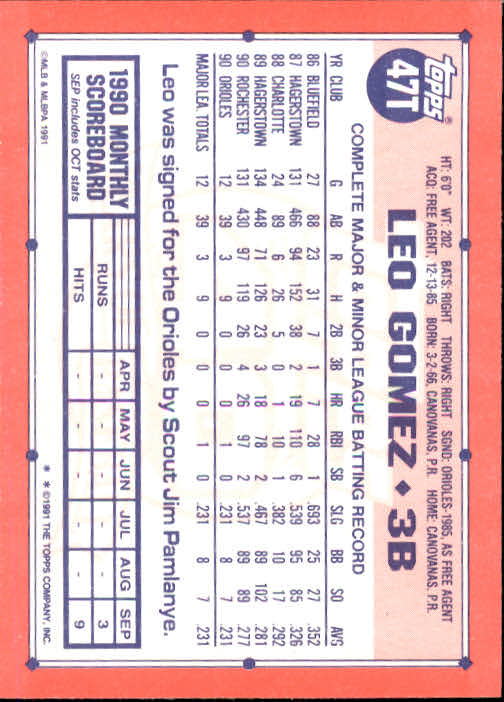 TOPPS®
47T
LEO GOMEZ ◆ 3B
HT: 6'0" WT: 202 BATS: RIGHT THROWS: RIGHT SGND: ORIOLES-1985, AS FREE AGENT
ACQ: FREE AGENT, 12-13-85 BORN: 3-2-66, CANOVANAS, P.R. HOME: CANOVANAS, P.R.
COMPLETE MAJOR & MINOR LEAGUE BATTING RECORD
YR CLUB G AB R H 2B 3B HR RBI SB SLG BB SO AVG
86 BLUEFIELD 27 88 23 31 7 1 7 28 1 .693 25 27 .352
87 HAGERSTOWN 131 466 94 152 38 2 19 110 6 .539 95 85 .326
88 CHARLOTTE 24 89 6 26 5 0 1 10 1 .382 10 17 .292
89 HAGERSTOWN 134 448 71 126 23 3 18 78 2 .467 89 102 .281
90 ROCHESTER 131 430 97 119 26 4 26 97 2 .537 89 89 .277
90 ORIOLES 12 39 3 9 0 0 0 1 0 .231 8 7 .231
MAJOR LEA. TOTALS 12 39 3 9 0 0 0 1 0 .231 8 7 .231
Leo was signed for the Orioles by Scout Jim Pamlanye.
1990 MONTHLY SCOREBOARD
SEP includes OCT stats
APR MAY JUN JUL AUG SEP
RUNS - - - - - 3
HITS - - - - - 9
©MLB & MLBPA 1991
* * ©1991 THE TOPPS COMPANY, INC.